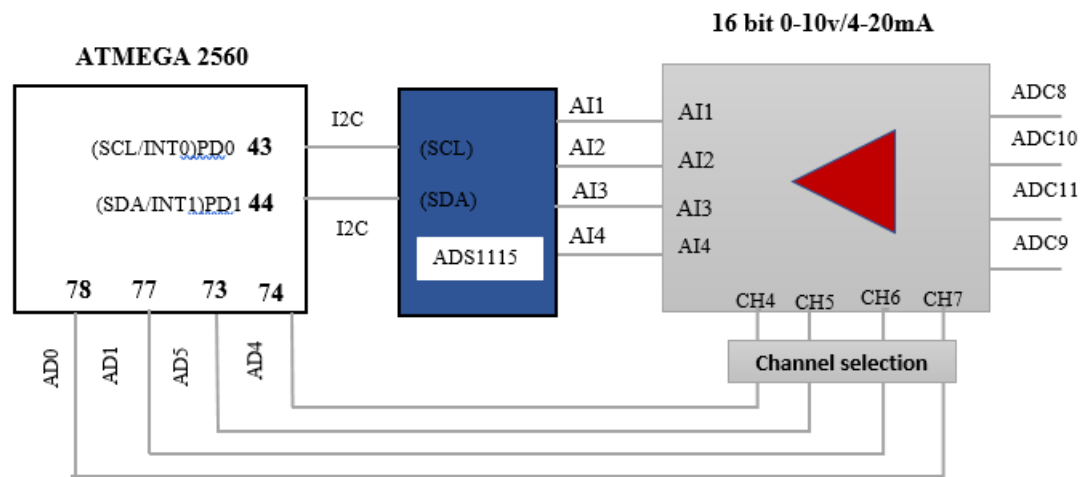 16 bit 0-10v/4-20mA
ATMEGA 2560
(SCL/INT0)PD0 43
(SDA/INT1)PD1 44
78 77 73 74
I2C
I2C
(SCL)
(SDA)
ADS1115
AI1
AI2
AI3
AI4
AI1
AI2
AI3
AI4
ADC8
ADC10
ADC11
ADC9
CH4 CH5 CH6 CH7
Channel selection
AD0
AD1
AD5
AD4